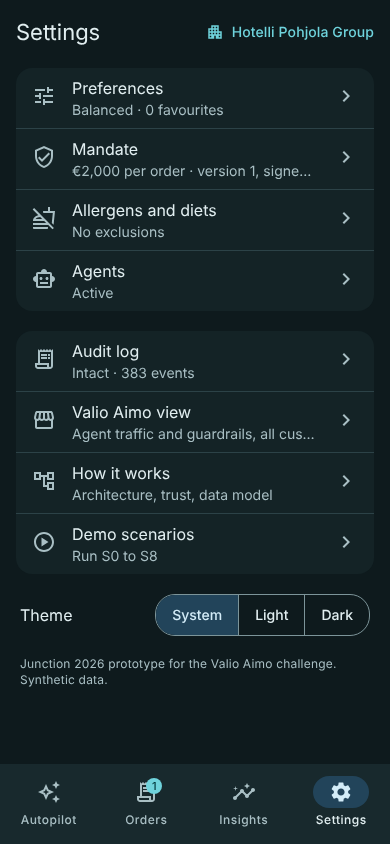 Settings
Hotelli Pohjola Group
Preferences
Balanced · 0 favourites
Mandate
€2,000 per order · version 1, signe...
Allergens and diets
No exclusions
Agents
Active
Audit log
Intact · 383 events
Valio Aimo view
Agent traffic and guardrails, all cus...
How it works
Architecture, trust, data model
Demo scenarios
Run S0 to S8
Theme
System Light Dark
Junction 2026 prototype for the Valio Aimo challenge.
Synthetic data.
1
Autopilot Orders Insights Settings